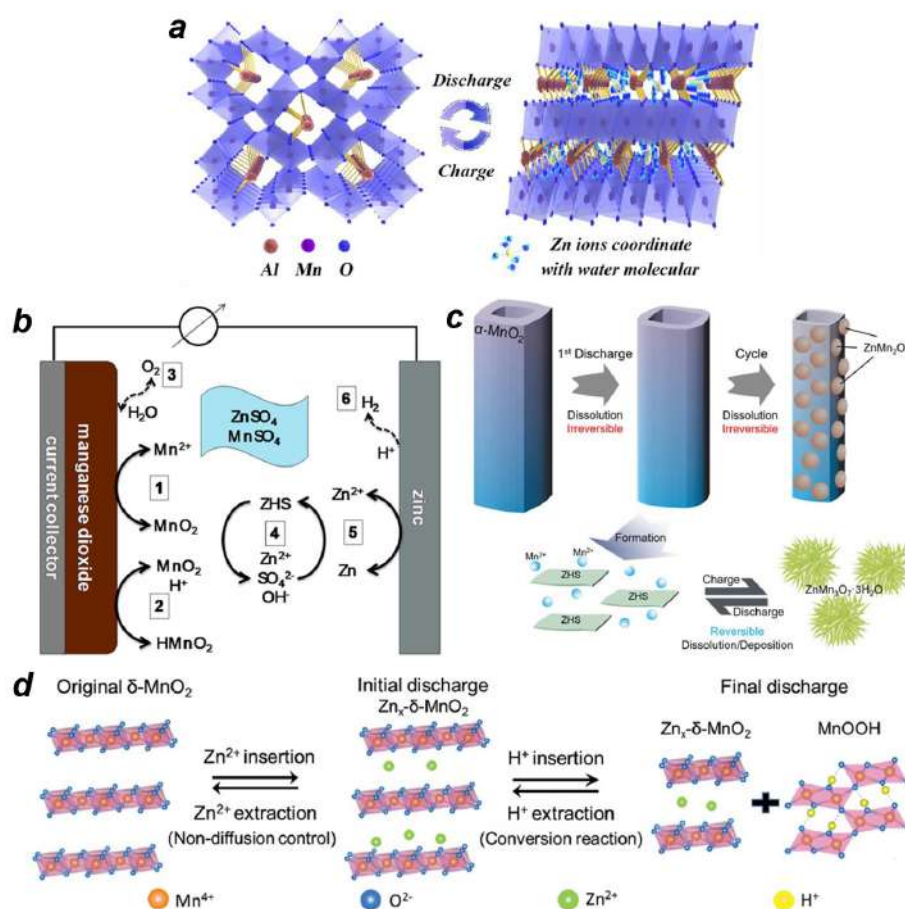 a
Discharge
Charge
Al Mn O
Zn ions coordinate
with water molecular
b
current collector
manganese dioxide
zinc
O₂ 3
H₂O
ZnSO₄
MnSO₄
6 H₂
H⁺
Mn²⁺
1
MnO₂
ZHS
4
Zn²⁺
SO₄²⁻
OH⁻
Zn²⁺
5
Zn
MnO₂
H⁺
2
HMnO₂
c
α-MnO₂
1st Discharge
Dissolution
Irreversible
Cycle
Dissolution
Irreversible
ZnMn₂O
Formation
Mn²⁺ Mn²⁺
ZHS
ZHS
ZHS
Charge
Discharge
Reversible
Dissolution/Deposition
ZnMn₃O₇·3H₂O
d
Original δ-MnO₂
Initial discharge
Znₓ-δ-MnO₂
Final discharge
Znₓ-δ-MnO₂ MnOOH
Zn²⁺ insertion
Zn²⁺ extraction
(Non-diffusion control)
H⁺ insertion
H⁺ extraction
(Conversion reaction)
Mn⁴⁺ O²⁻ Zn²⁺ H⁺